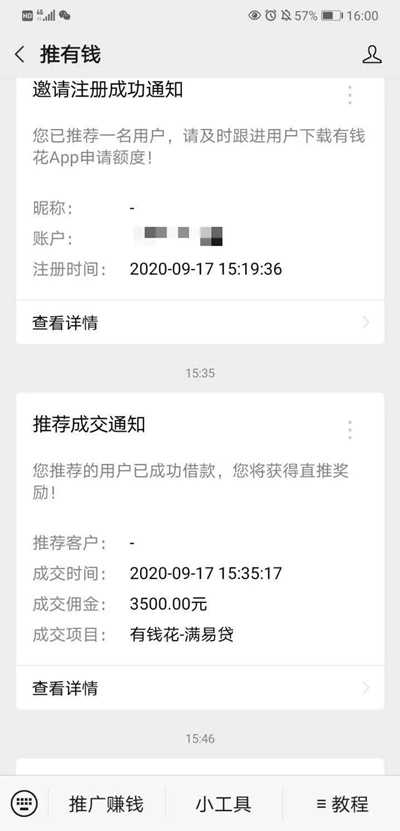 HD 46 57% 16:00
推有钱
邀请注册成功通知
您已推荐一名用户，请及时跟进用户下载有钱
花App申请额度！
昵称： -
账户：
注册时间： 2020-09-17 15:19:36
查看详情
15:35
推荐成交通知
您推荐的用户已成功借款，您将获得直推奖
励！
推荐客户： -
成交时间： 2020-09-17 15:35:17
成交佣金： 3500.00元
成交项目： 有钱花-满易贷
查看详情
15:46
推广赚钱 小工具 ≡ 教程